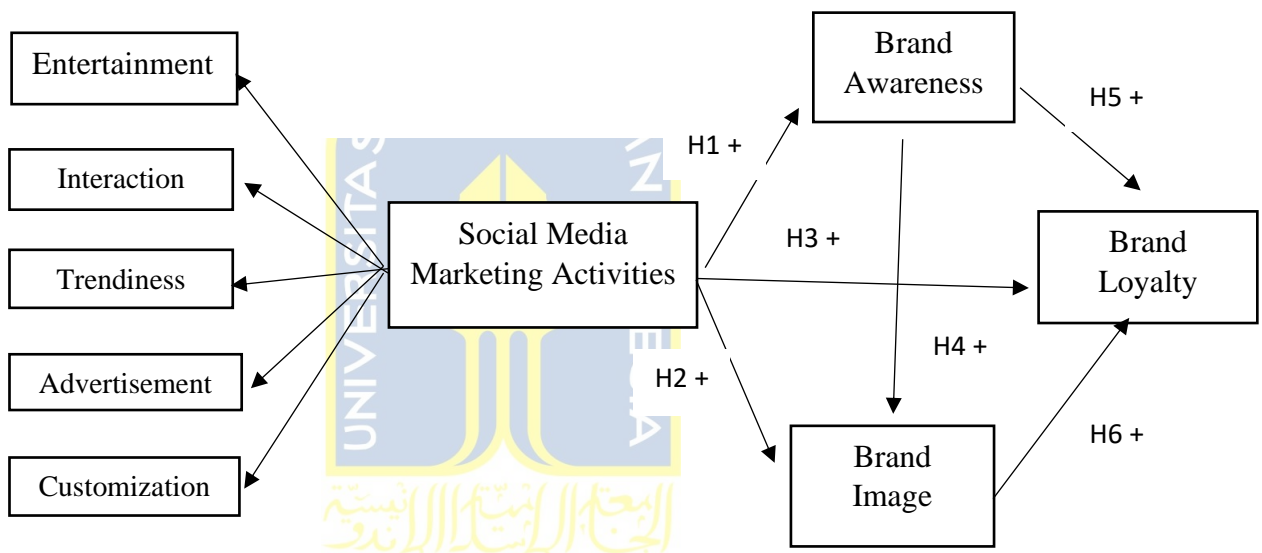 Entertainment
Interaction
Trendiness
Advertisement
Customization
UNIVERSITAS
Social Media
Marketing Activities
H1 +
H2 +
H3 +
H4 +
H5 +
H6 +
Brand
Awareness
Brand
Image
Brand
Loyalty